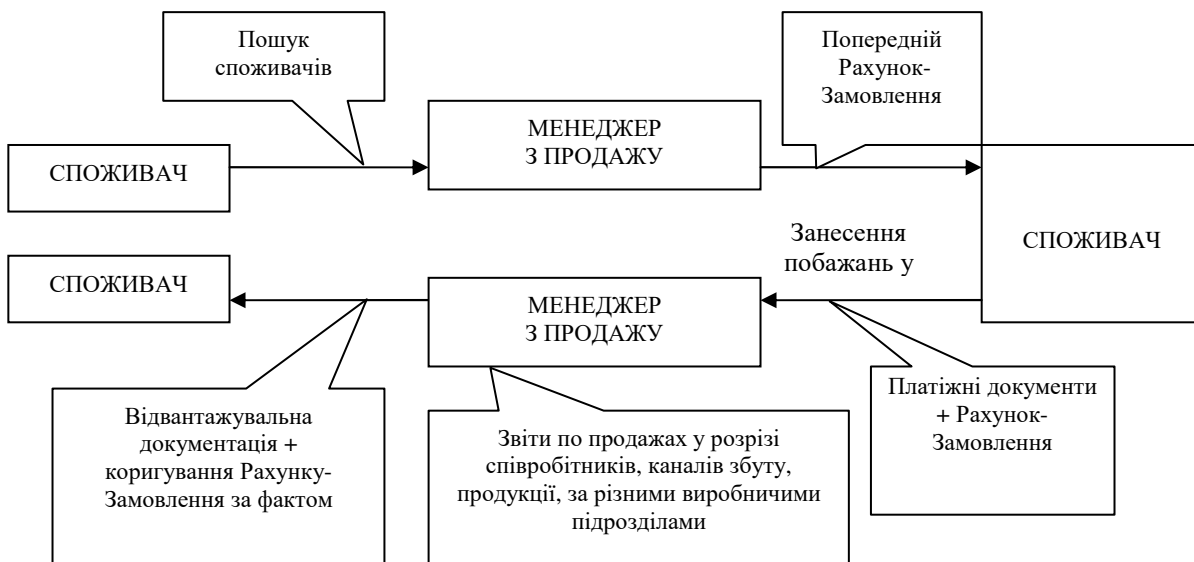 Пошук
споживачів
Попередній
Рахунок-
Замовлення
МЕНЕДЖЕР
З ПРОДАЖУ
СПОЖИВАЧ
СПОЖИВАЧ
Занесення
побажань у
СПОЖИВАЧ
МЕНЕДЖЕР
З ПРОДАЖУ
Відвантажувальна
документація +
коригування Рахунку-
Замовлення за фактом
Звіти по продажах у розрізі
співробітників, каналів збуту,
продукції, за різними виробничими
підрозділами
Платіжні документи
+ Рахунок-
Замовлення